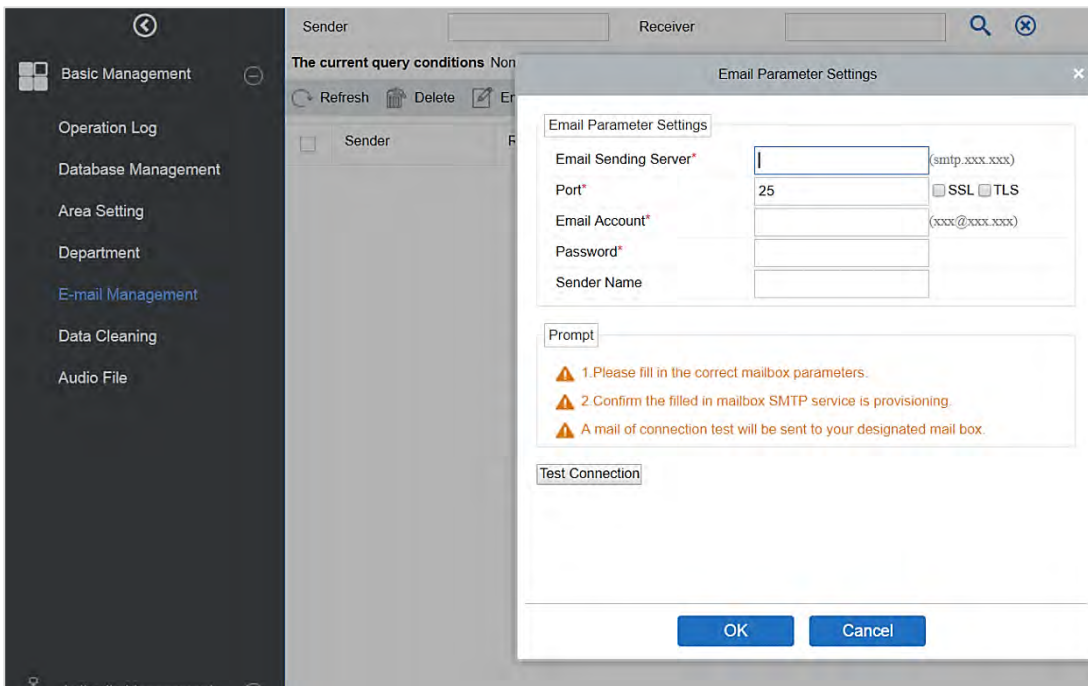 Sender Receiver
Basic Management
The current query conditions Non
Email Parameter Settings
Refresh Delete Er
Operation Log
Sender R
Database Management
Area Setting
Department
E-mail Management
Data Cleaning
Audio File
Email Parameter Settings
Email Sending Server* (smtp.xxx.xxx)
Port* 25 SSL TLS
Email Account* (xxx@xxx.xxx)
Password*
Sender Name
Prompt
1.Please fill in the correct mailbox parameters.
2.Confirm the filled in mailbox SMTP service is provisioning.
A mail of connection test will be sent to your designated mail box.
Test Connection
OK Cancel